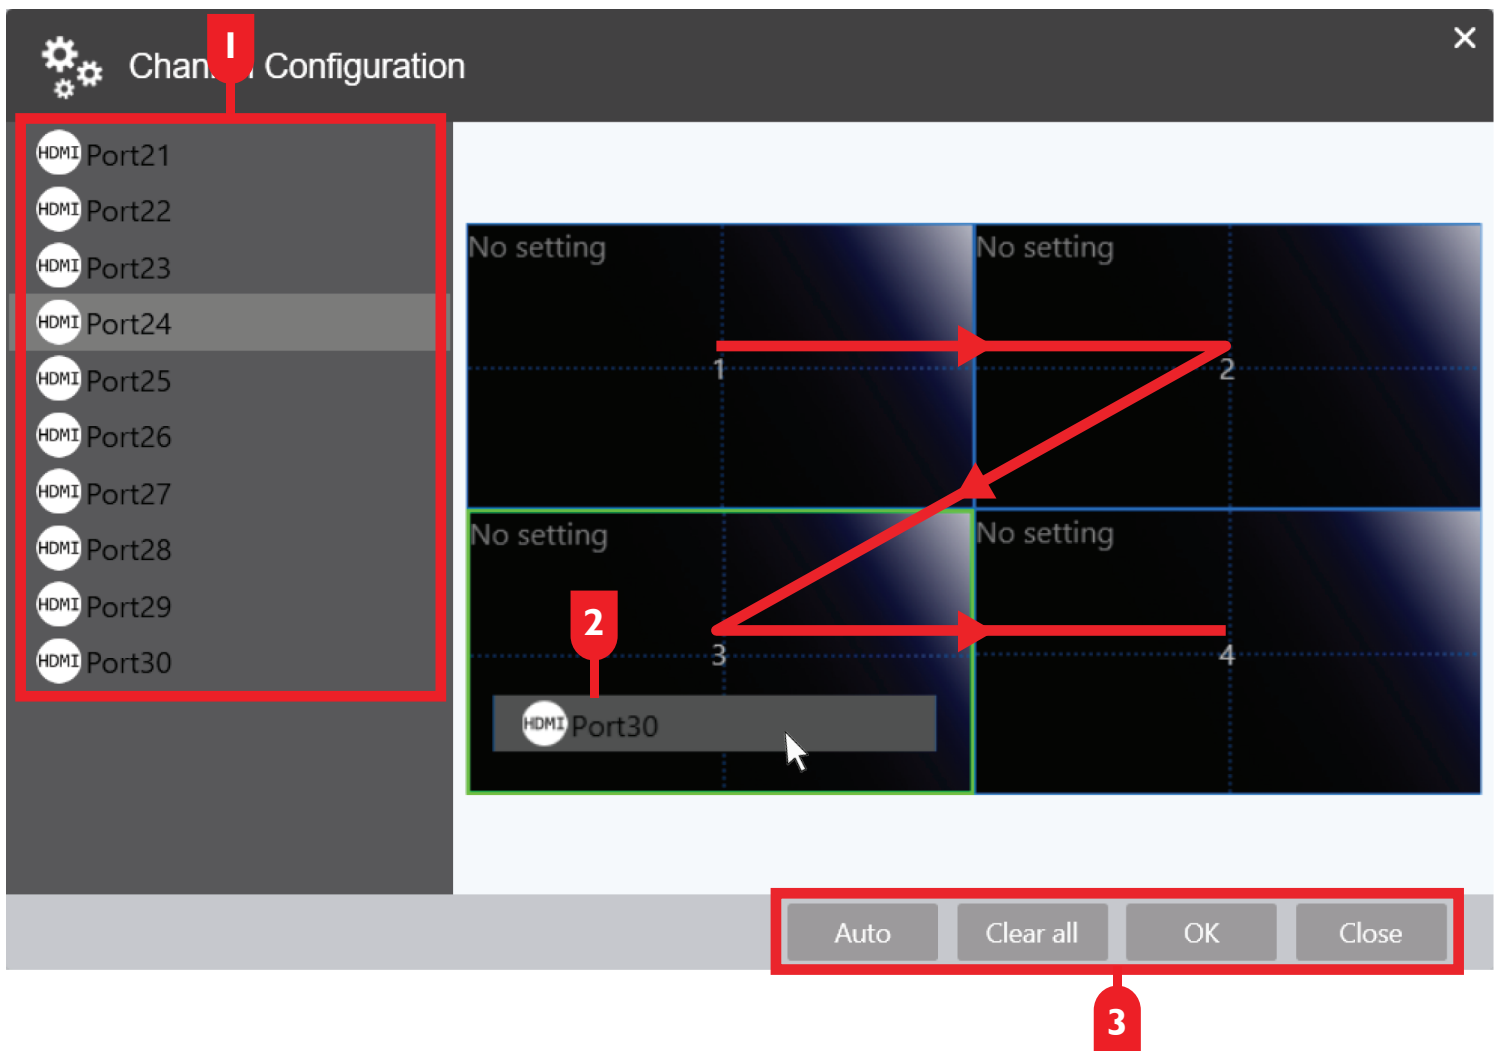 1
Chan Configuration
HDMI Port21
HDMI Port22
HDMI Port23
HDMI Port24
HDMI Port25
HDMI Port26
HDMI Port27
HDMI Port28
HDMI Port29
HDMI Port30
No setting
No setting
1
2
No setting
No setting
2
3
4
HDMI Port30
Auto
Clear all
OK
Close
3